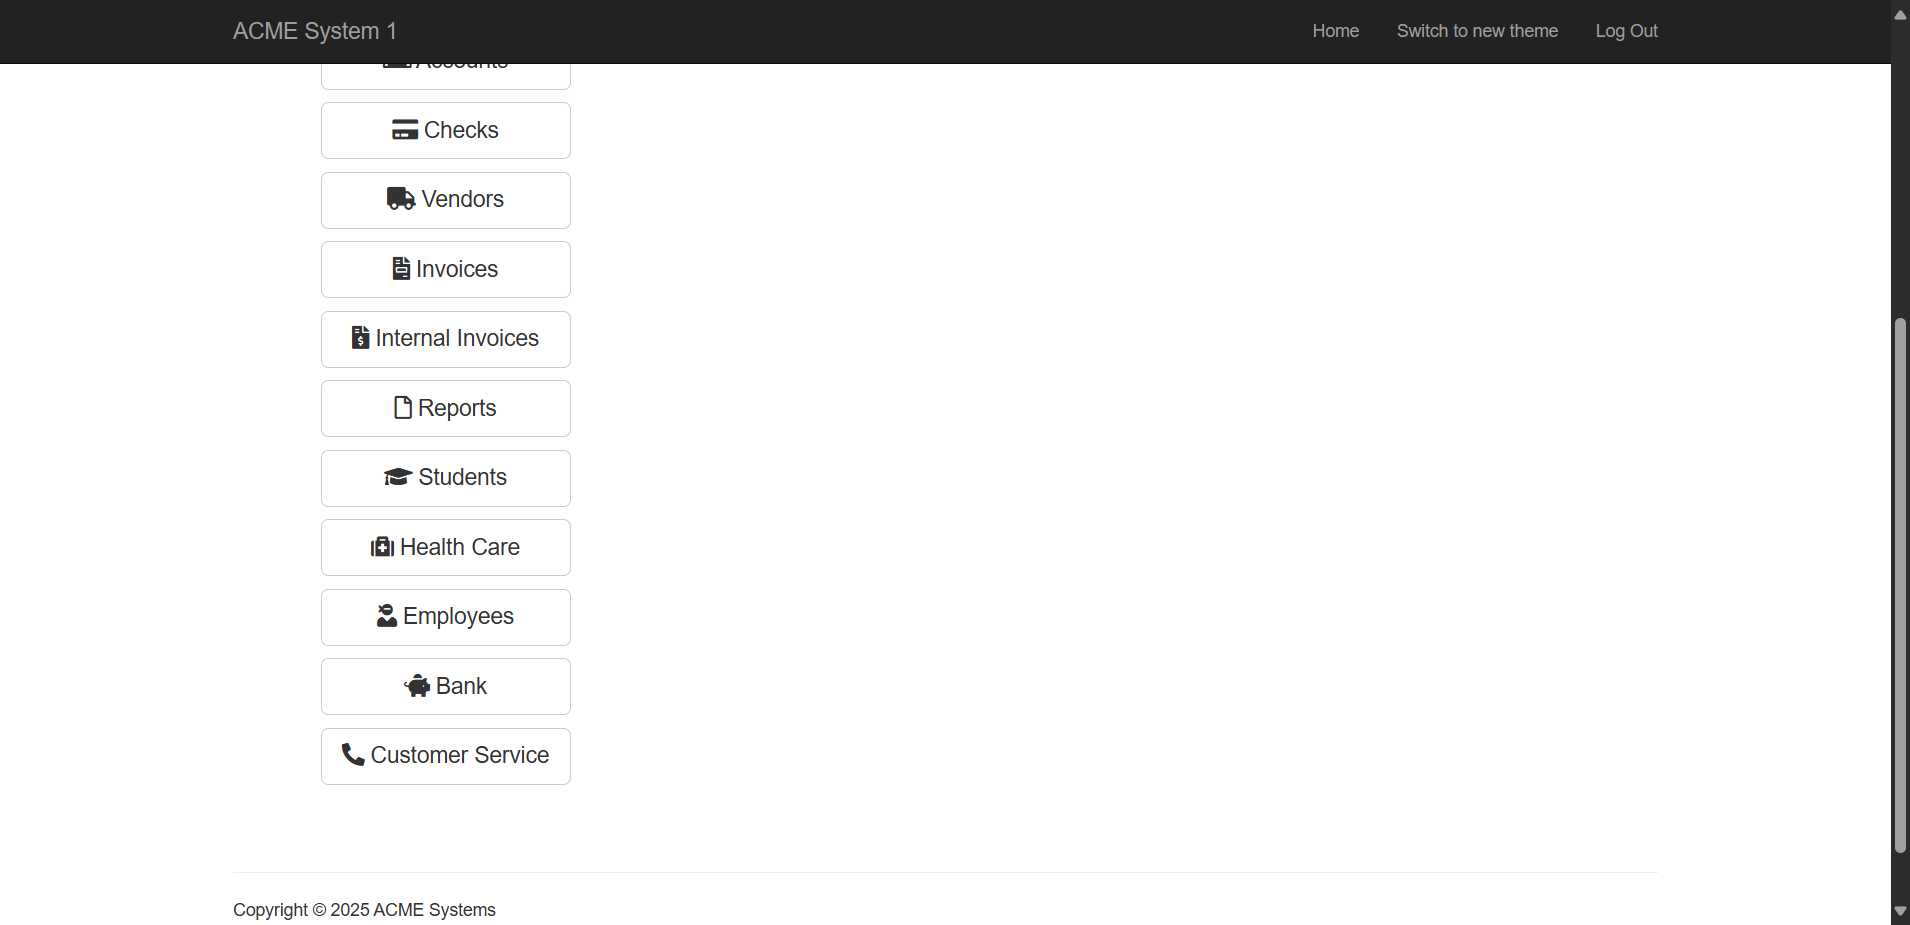 ACME System 1
Home
Switch to new theme
Log Out
Accounts
Checks
Vendors
Invoices
Internal Invoices
Reports
Students
Health Care
Employees
Bank
Customer Service
Copyright © 2025 ACME Systems